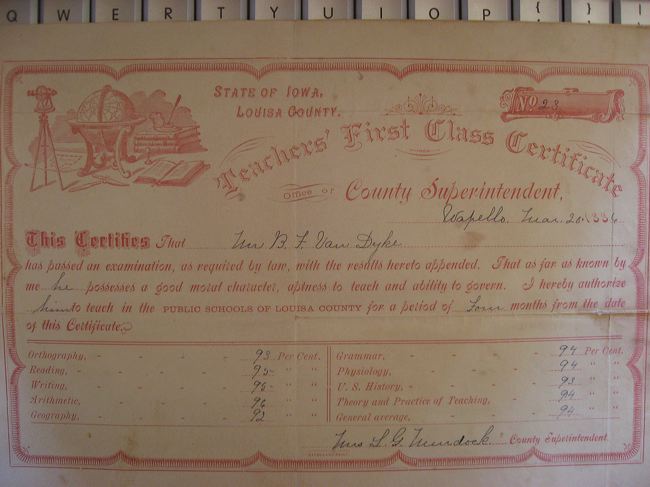 Q W E R T Y U I O P { }
[ ]
STATE OF IOWA,
LOUISA COUNTY.
No 23
Teachers' First Class Certificate
Office of County Superintendent,
Wapello, Mar. 20 1886
This Certifies That Mr B. F. Van Dyke
has passed an examination, as required by law, with the results hereto appended. That as far as known by
me he possesses a good moral character, aptness to teach and ability to govern. I hereby authorize
him to teach in the PUBLIC SCHOOLS OF LOUISA COUNTY for a period of Four months from the date
of this Certificate.
Orthography, - - - - 93 Per Cent.
Reading, - - - - 95 " "
Writing, - - - - 95 " "
Arithmetic, - - - - 96 " "
Geography, - - - - 92 " "
Grammar, - - - - 94 Per Cent.
Physiology, - - - - 94 " "
U. S. History, - - - - 93 " "
Theory and Practice of Teaching, - - 94 " "
General average, - - - - 94 " "
Mrs L. G. Murdock County Superintendent